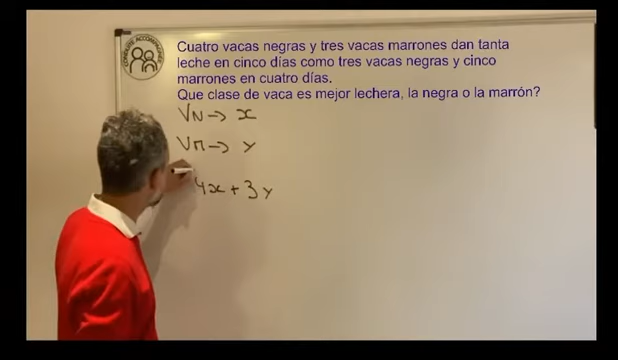 Cuatro vacas negras y tres vacas marrones dan tanta
leche en cinco días como tres vacas negras y cinco
marrones en cuatro días.
Que clase de vaca es mejor lechera, la negra o la marrón?
VN → x
VM → y
4x + 3y